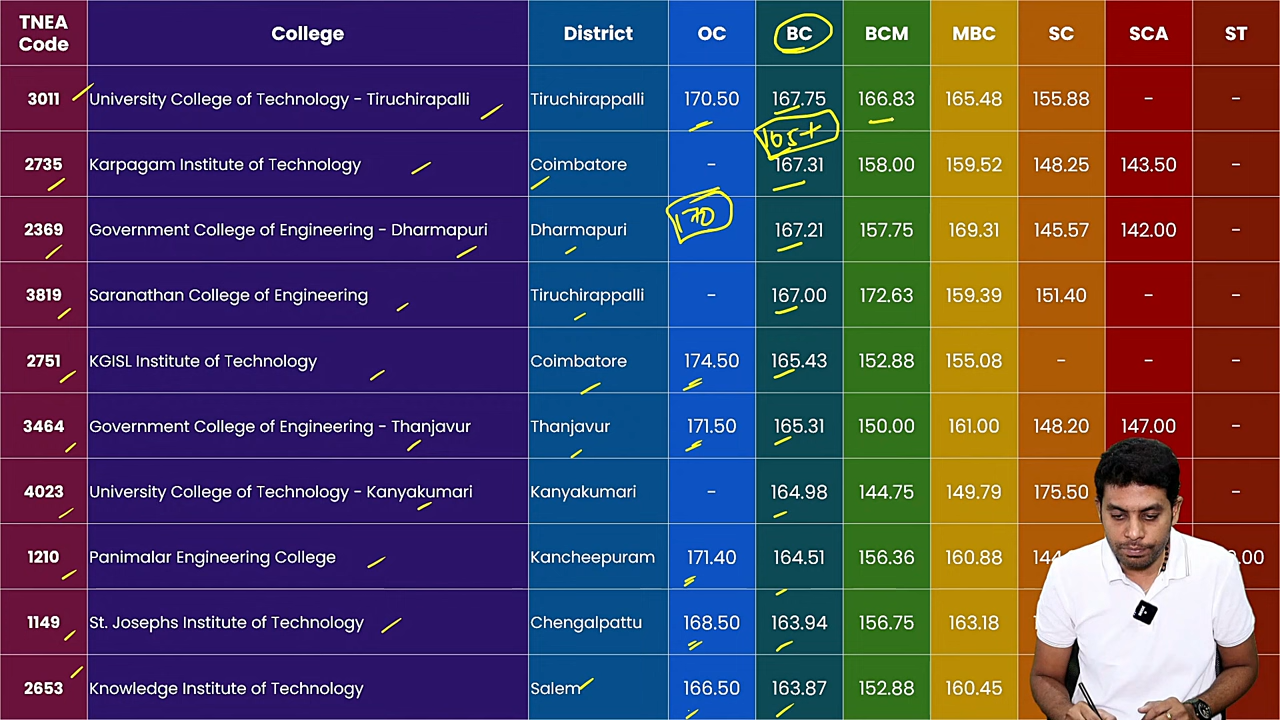 TNEA Code College District OC BC BCM MBC SC SCA ST
3011 University College of Technology - Tiruchirapalli Tiruchirappalli 170.50 167.75 166.83 165.48 155.88 - -
165+
2735 Karpagam Institute of Technology Coimbatore - 167.31 158.00 159.52 148.25 143.50 -
170
2369 Government College of Engineering - Dharmapuri Dharmapuri 167.21 157.75 169.31 145.57 142.00 -
3819 Saranathan College of Engineering Tiruchirappalli - 167.00 172.63 159.39 151.40 - -
2751 KGISL Institute of Technology Coimbatore 174.50 165.43 152.88 155.08 - - -
3464 Government College of Engineering - Thanjavur Thanjavur 171.50 165.31 150.00 161.00 148.20 147.00 -
4023 University College of Technology - Kanyakumari Kanyakumari - 164.98 144.75 149.79 175.50 -
1210 Panimalar Engineering College Kancheepuram 171.40 164.51 156.36 160.88
1149 St. Josephs Institute of Technology Chengalpattu 168.50 163.94 156.75 163.18
2653 Knowledge Institute of Technology Salem 166.50 163.87 152.88 160.45